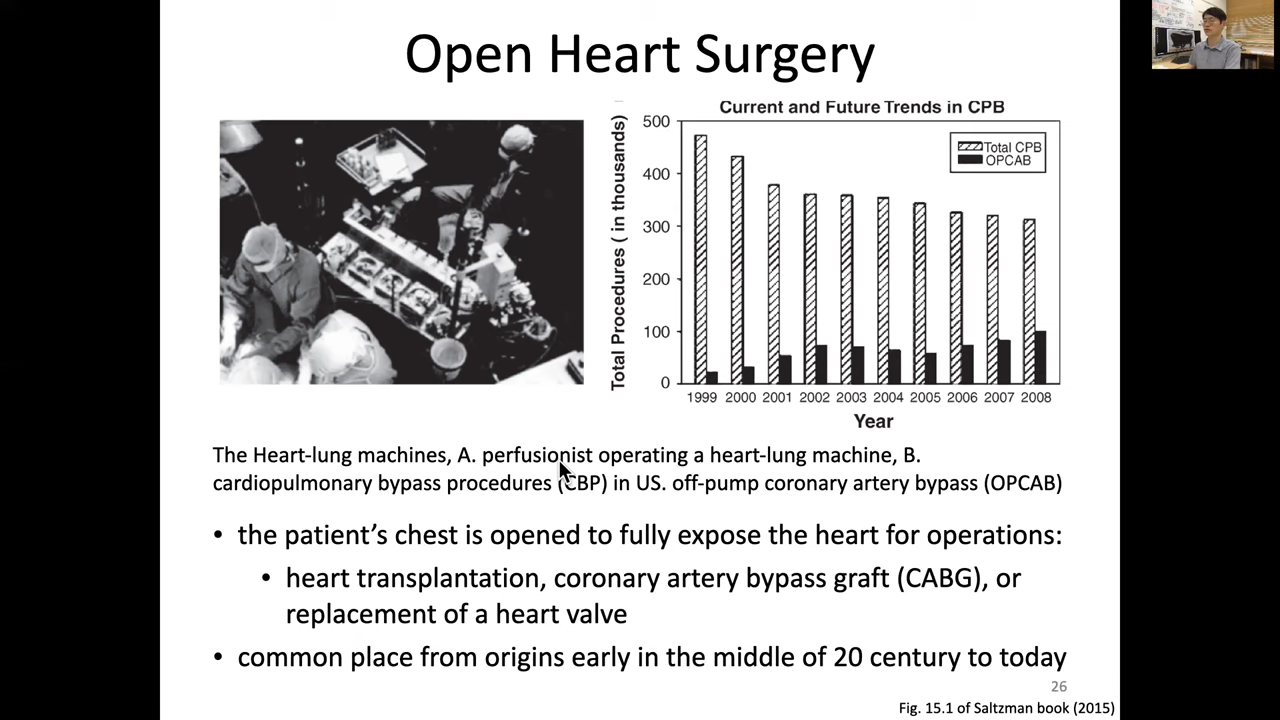 Open Heart Surgery
Current and Future Trends in CPB
Total Procedures ( in thousands)
500
400
300
200
100
0
Total CPB
OPCAB
1999 2000 2001 2002 2003 2004 2005 2006 2007 2008
Year
The Heart-lung machines, A. perfusionist operating a heart-lung machine, B.
cardiopulmonary bypass procedures (CBP) in US. off-pump coronary artery bypass (OPCAB)
• the patient’s chest is opened to fully expose the heart for operations:
• heart transplantation, coronary artery bypass graft (CABG), or
replacement of a heart valve
• common place from origins early in the middle of 20 century to today
26
Fig. 15.1 of Saltzman book (2015)